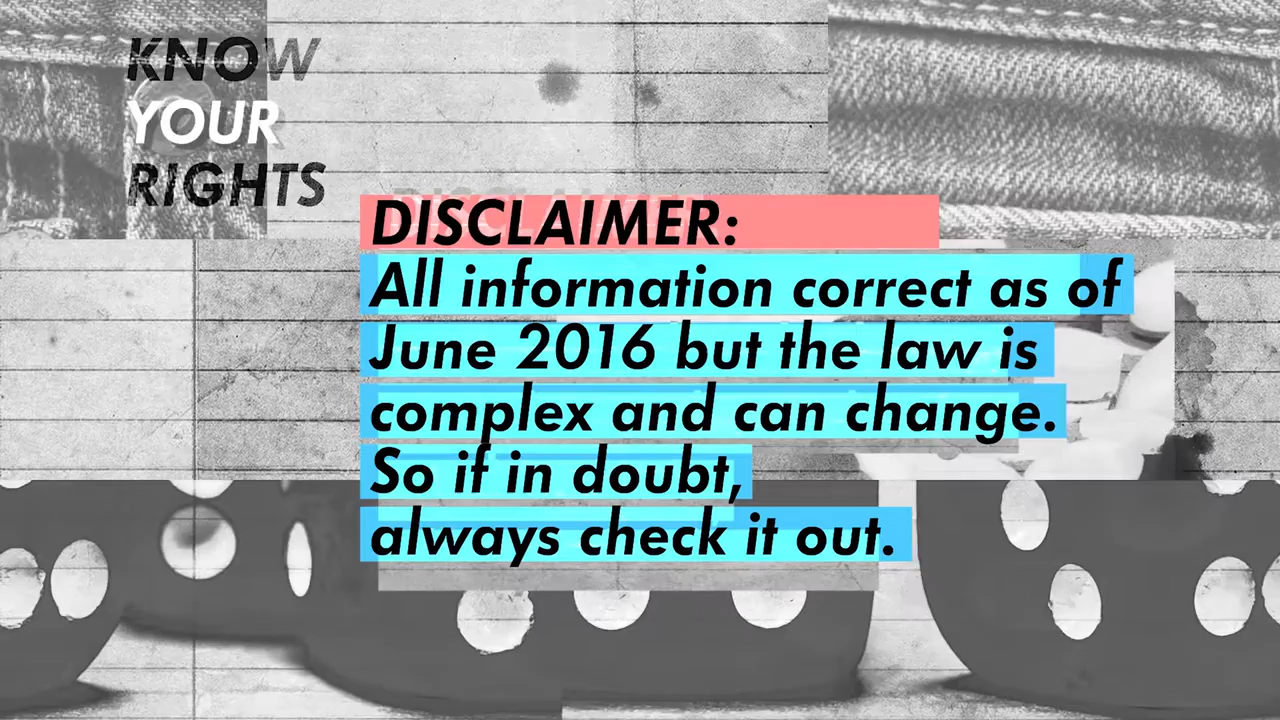 KNOW
YOUR
RIGHTS
DISCLAIMER:
All information correct as of
June 2016 but the law is
complex and can change.
So if in doubt,
always check it out.